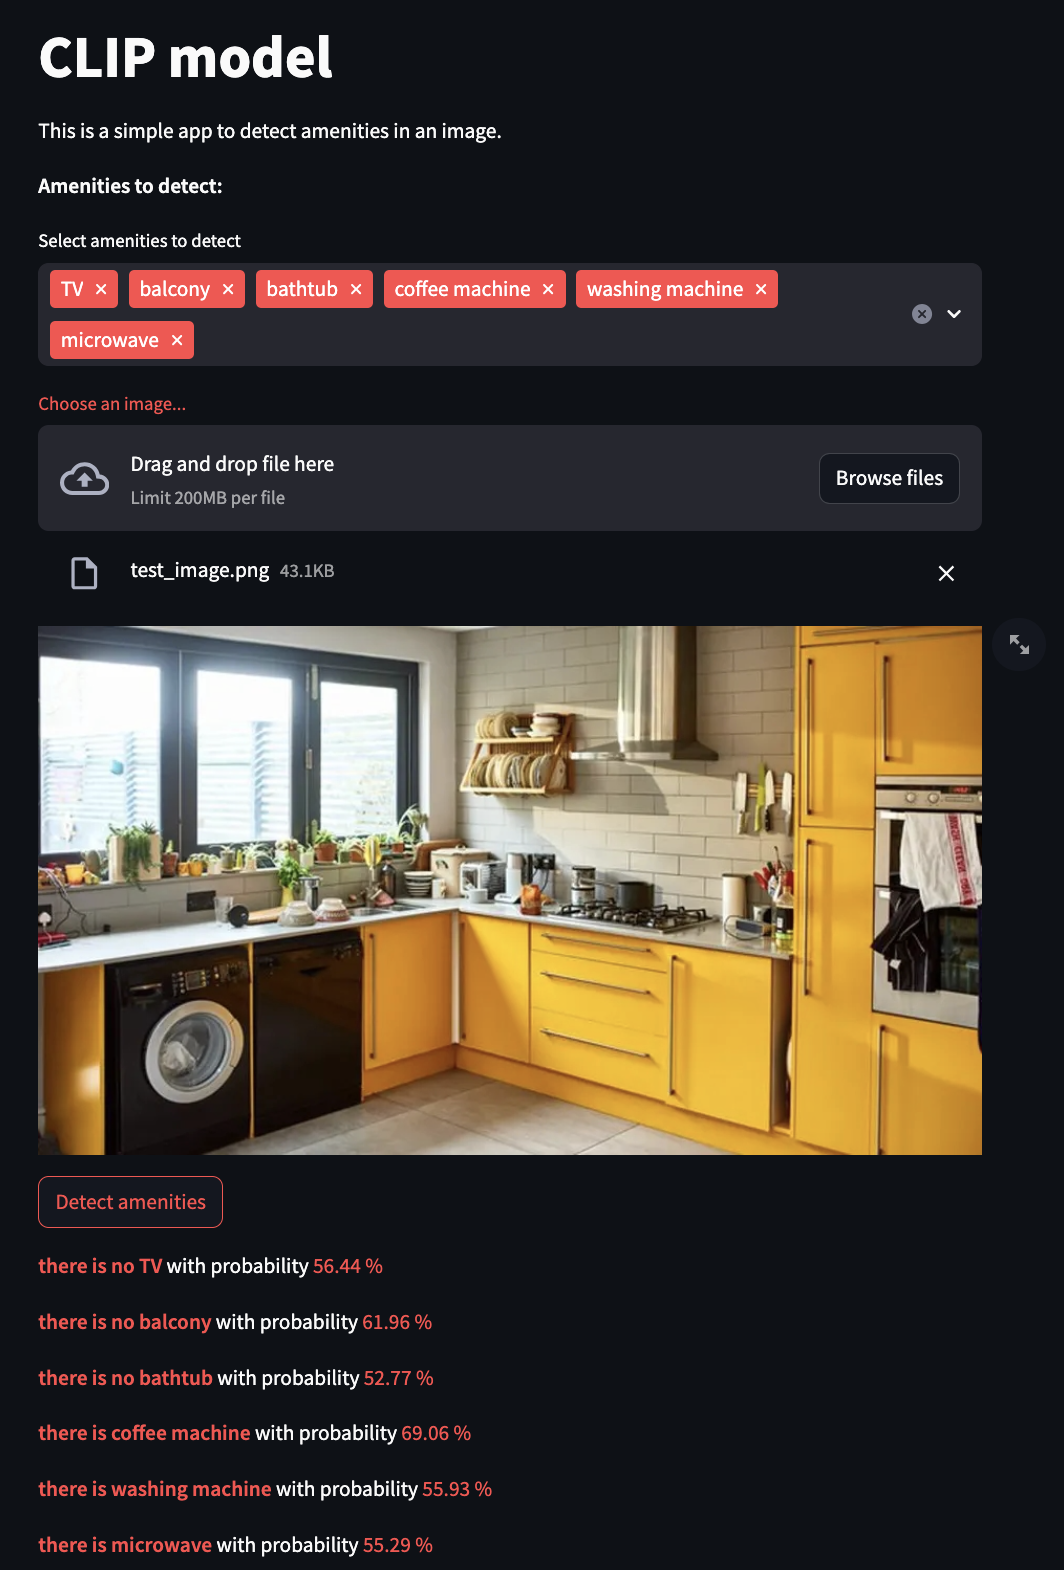 CLIP model
This is a simple app to detect amenities in an image.
Amenities to detect:
Select amenities to detect
TV × balcony × bathtub × coffee machine × washing machine ×
microwave ×
Choose an image...
Drag and drop file here
Limit 200MB per file
Browse files
test_image.png 43.1KB
Detect amenities
there is no TV with probability 56.44 %
there is no balcony with probability 61.96 %
there is no bathtub with probability 52.77 %
there is coffee machine with probability 69.06 %
there is washing machine with probability 55.93 %
there is microwave with probability 55.29 %